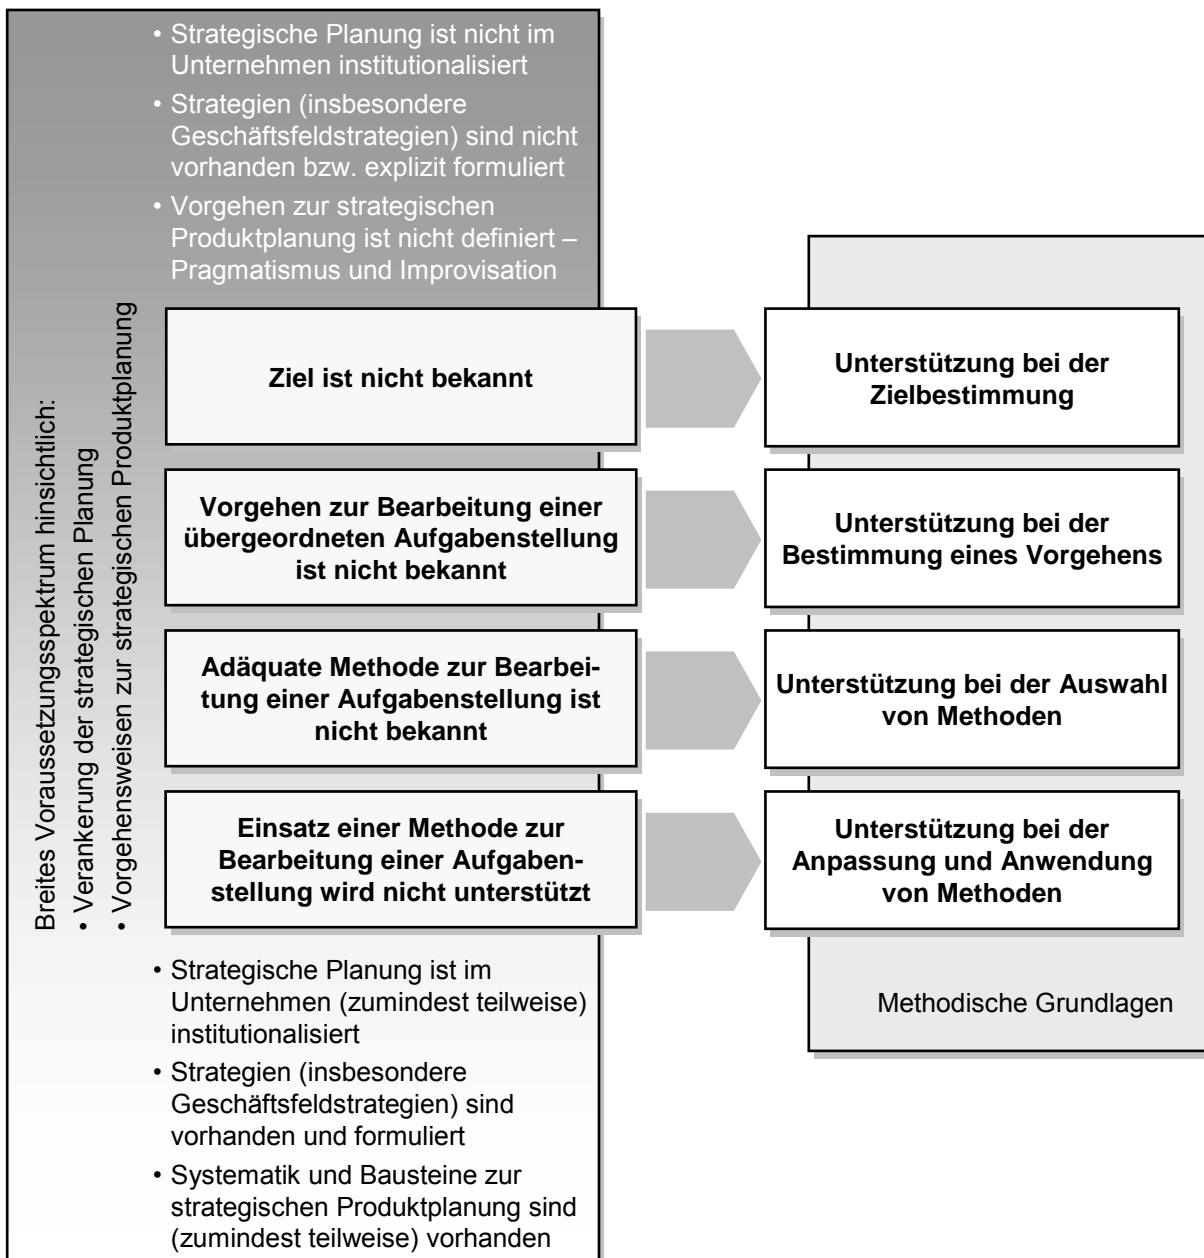 • Strategische Planung ist nicht im
Unternehmen institutionalisiert
• Strategien (insbesondere
Geschäftsfeldstrategien) sind nicht
vorhanden bzw. explizit formuliert
• Vorgehen zur strategischen
Produktplanung ist nicht definiert –
Pragmatismus und Improvisation
Breites Voraussetzungsspektrum hinsichtlich:
• Verankerung der strategischen Planung
• Vorgehensweisen zur strategischen Produktplanung
Ziel ist nicht bekannt
Unterstützung bei der
Zielbestimmung
Vorgehen zur Bearbeitung einer
übergeordneten Aufgabenstellung
ist nicht bekannt
Unterstützung bei der
Bestimmung eines Vorgehens
Adäquate Methode zur Bearbei-
tung einer Aufgabenstellung ist
nicht bekannt
Unterstützung bei der Auswahl
von Methoden
Einsatz einer Methode zur
Bearbeitung einer Aufgaben-
stellung wird nicht unterstützt
Unterstützung bei der
Anpassung und Anwendung
von Methoden
• Strategische Planung ist im
Unternehmen (zumindest teilweise)
institutionalisiert
• Strategien (insbesondere
Geschäftsfeldstrategien) sind
vorhanden und formuliert
• Systematik und Bausteine zur
strategischen Produktplanung sind
(zumindest teilweise) vorhanden
Methodische Grundlagen